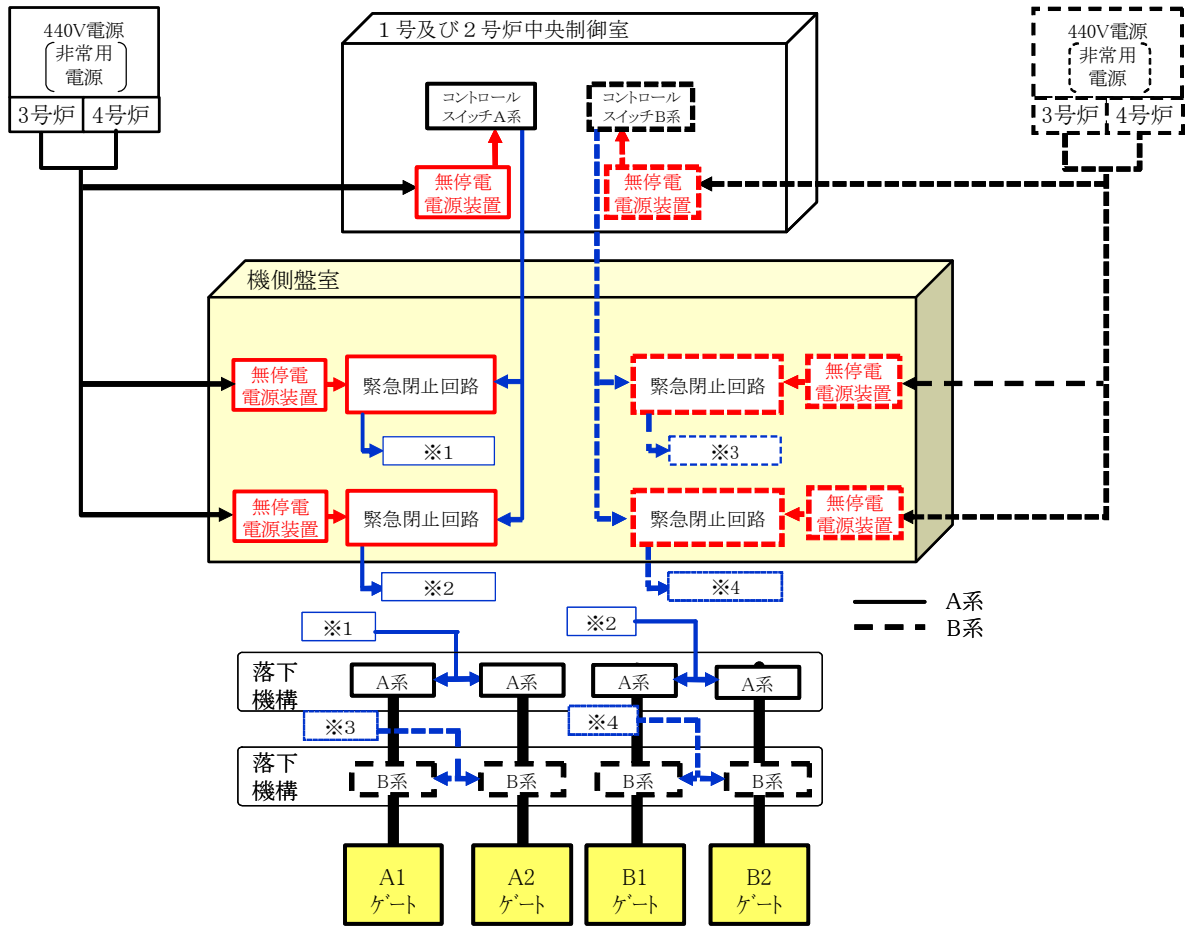 440V電源
非常用
電源
3号炉
4号炉
1号及び2号炉中央制御室
コントロール
スイッチA系
コントロール
スイッチB系
無停電
電源装置
無停電
電源装置
440V電源
非常用
電源
3号炉
4号炉
機側盤室
無停電
電源装置
緊急閉止回路
※1
緊急閉止回路
無停電
電源装置
※3
無停電
電源装置
緊急閉止回路
※2
緊急閉止回路
無停電
電源装置
※4
A系
B系
※1
※2
落下
機構
A系
A系
A系
A系
※3
※4
落下
機構
B系
B系
B系
B系
A1
ゲート
A2
ゲート
B1
ゲート
B2
ゲート